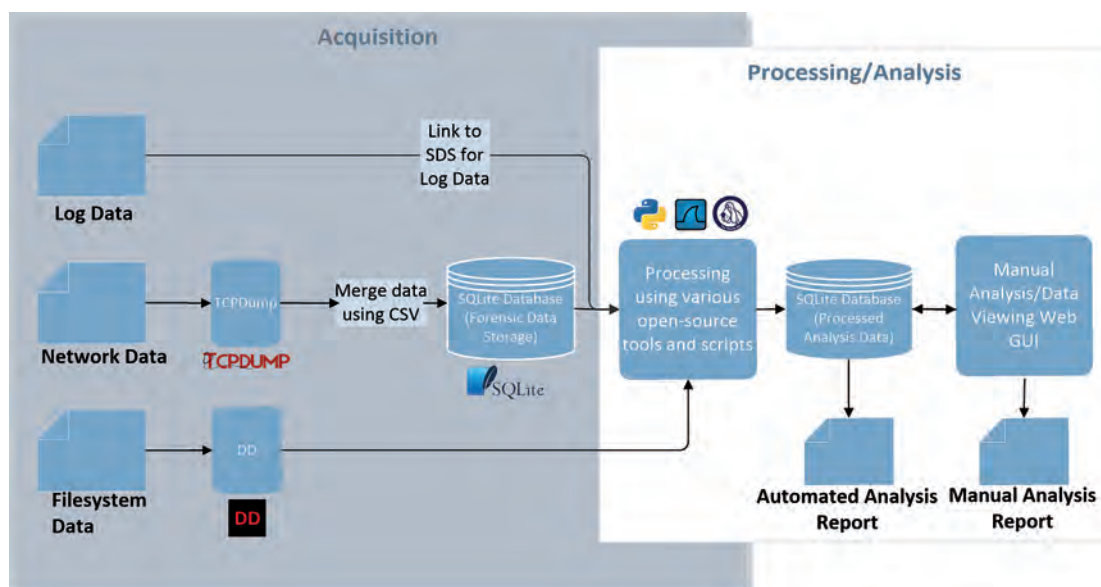 Acquisition
Processing/Analysis
Link to
SDS for
Log Data
Log Data
TCPDump
TCPDUMP
Merge data
using CSV
SQLite Database
(Forensic Data
Storage)
SQLite
Network Data
Processing
using various
open-source
tools and scripts
SQLite Database
(Processed
Analysis Data)
Manual
Analysis/Data
Viewing Web
GUI
DD
DD
Filesystem
Data
Automated Analysis
Report
Manual Analysis
Report